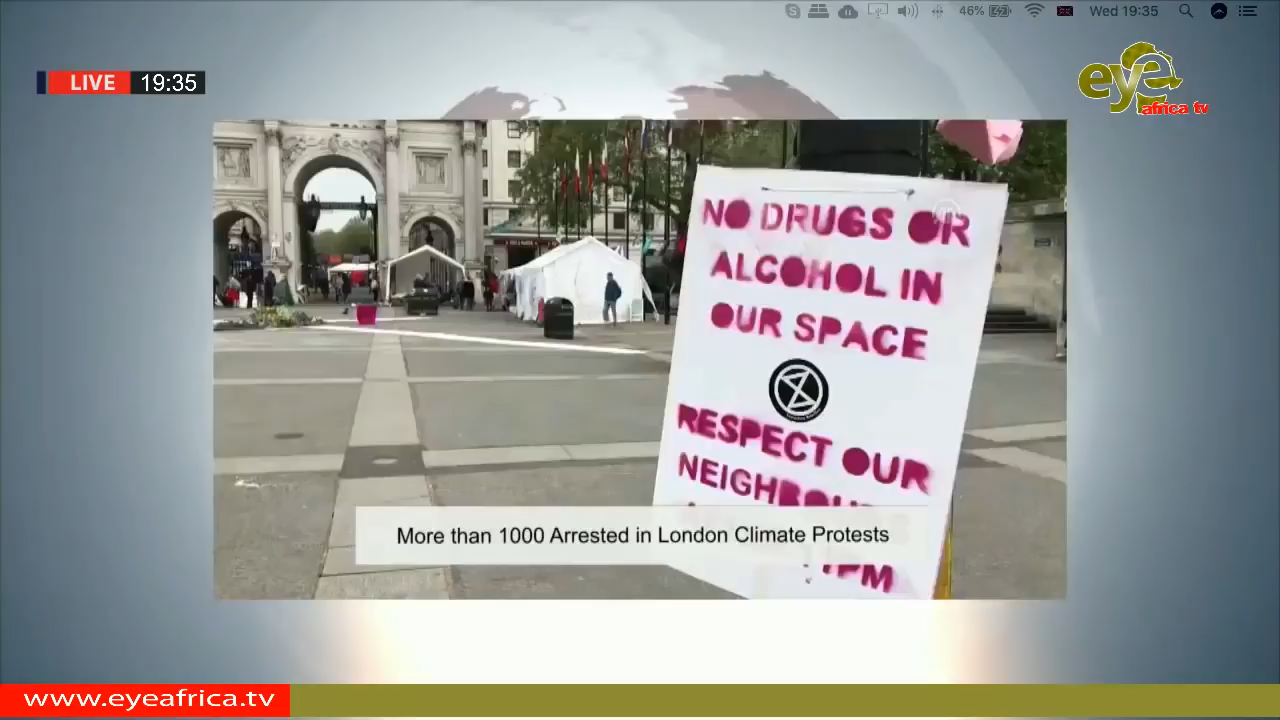 46%
Wed 19:35
LIVE 19:35
eye
africa tv
NO DRUGS OR
ALCOHOL IN
OUR SPACE
RESPECT OUR
More than 1000 Arrested in London Climate Protests
www.eyeafrica.tv